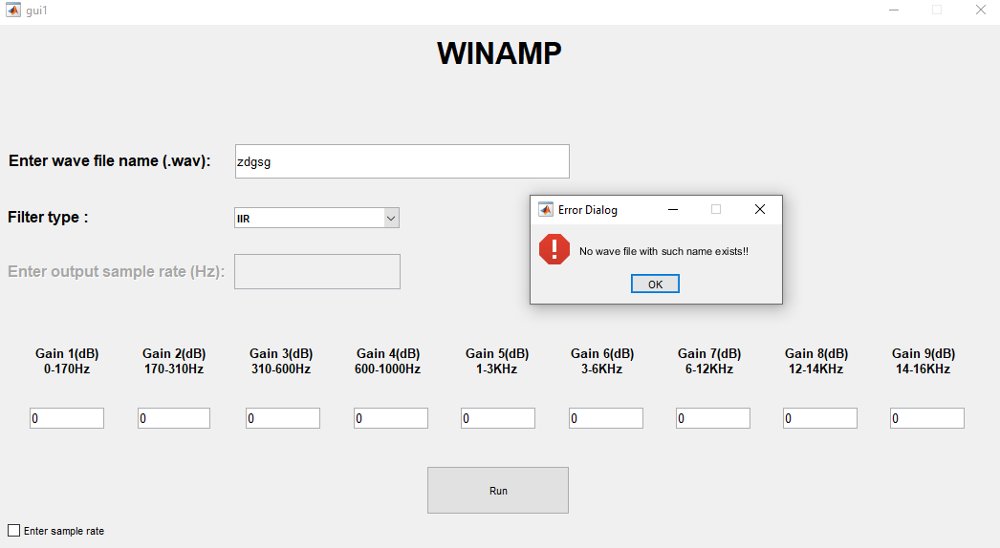 gui1
WINAMP
Enter wave file name (.wav):
zdgsg
Filter type :
IIR
Enter output sample rate (Hz):
Error Dialog
No wave file with such name exists!!
OK
Gain 1(dB) Gain 2(dB) Gain 3(dB) Gain 4(dB) Gain 5(dB) Gain 6(dB) Gain 7(dB) Gain 8(dB) Gain 9(dB)
0-170Hz 170-310Hz 310-600Hz 600-1000Hz 1-3KHz 3-6KHz 6-12KHz 12-14KHz 14-16KHz
0 0 0 0 0 0 0 0 0
Run
Enter sample rate